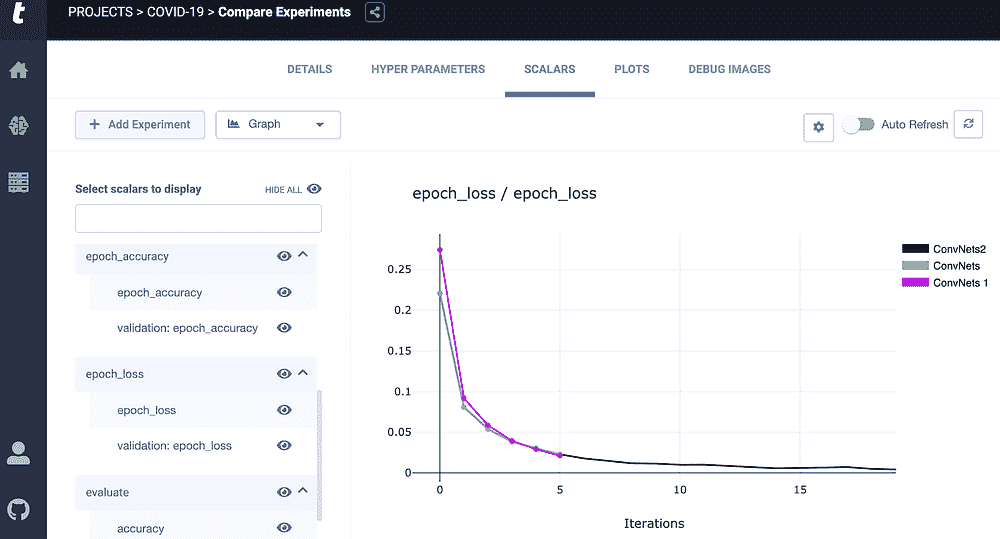 t
PROJECTS > COVID-19 > Compare Experiments
DETAILS
HYPER PARAMETERS
SCALARS
PLOTS
DEBUG IMAGES
+ Add Experiment
Graph
Auto Refresh
Select scalars to display
HIDE ALL
epoch_accuracy
epoch_accuracy
validation: epoch_accuracy
epoch_loss
epoch_loss
validation: epoch_loss
evaluate
accuracy
epoch_loss / epoch_loss
0.25
0.2
0.15
0.1
0.05
0
0
5
10
15
Iterations
ConvNets2
ConvNets
ConvNets 1